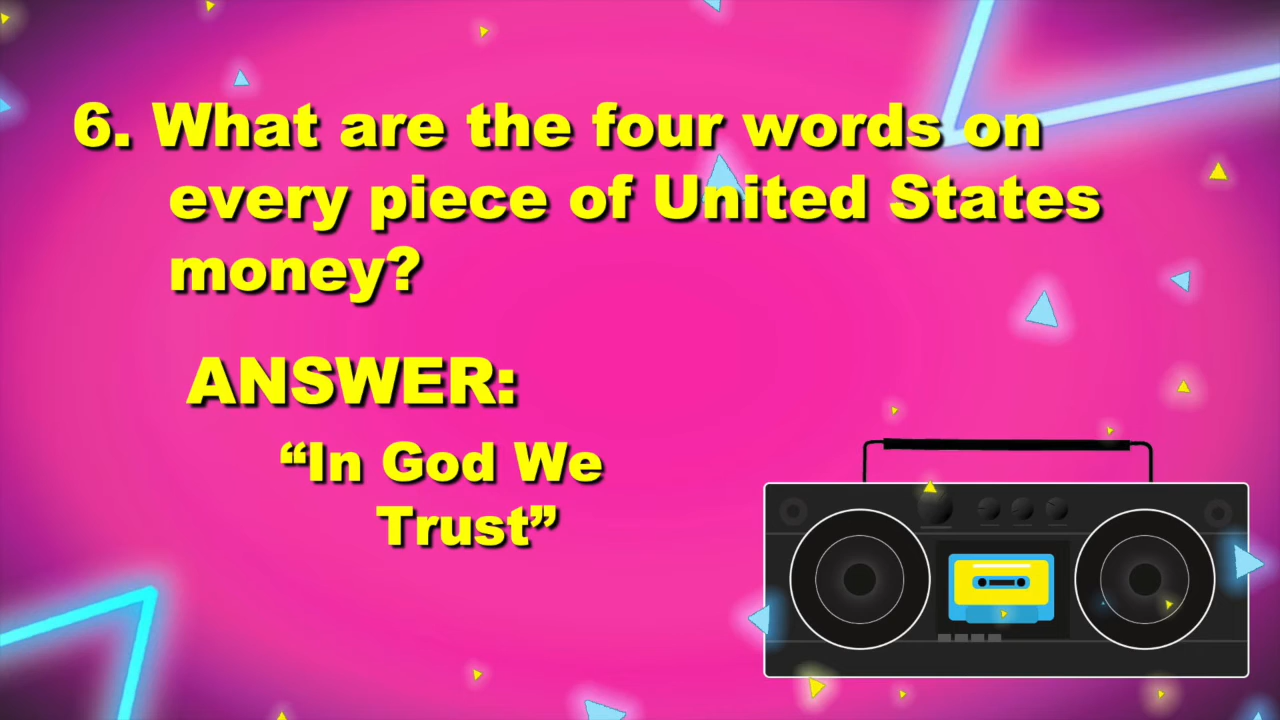 6. What are the four words on
every piece of United States
money?
ANSWER:
“In God We
Trust”